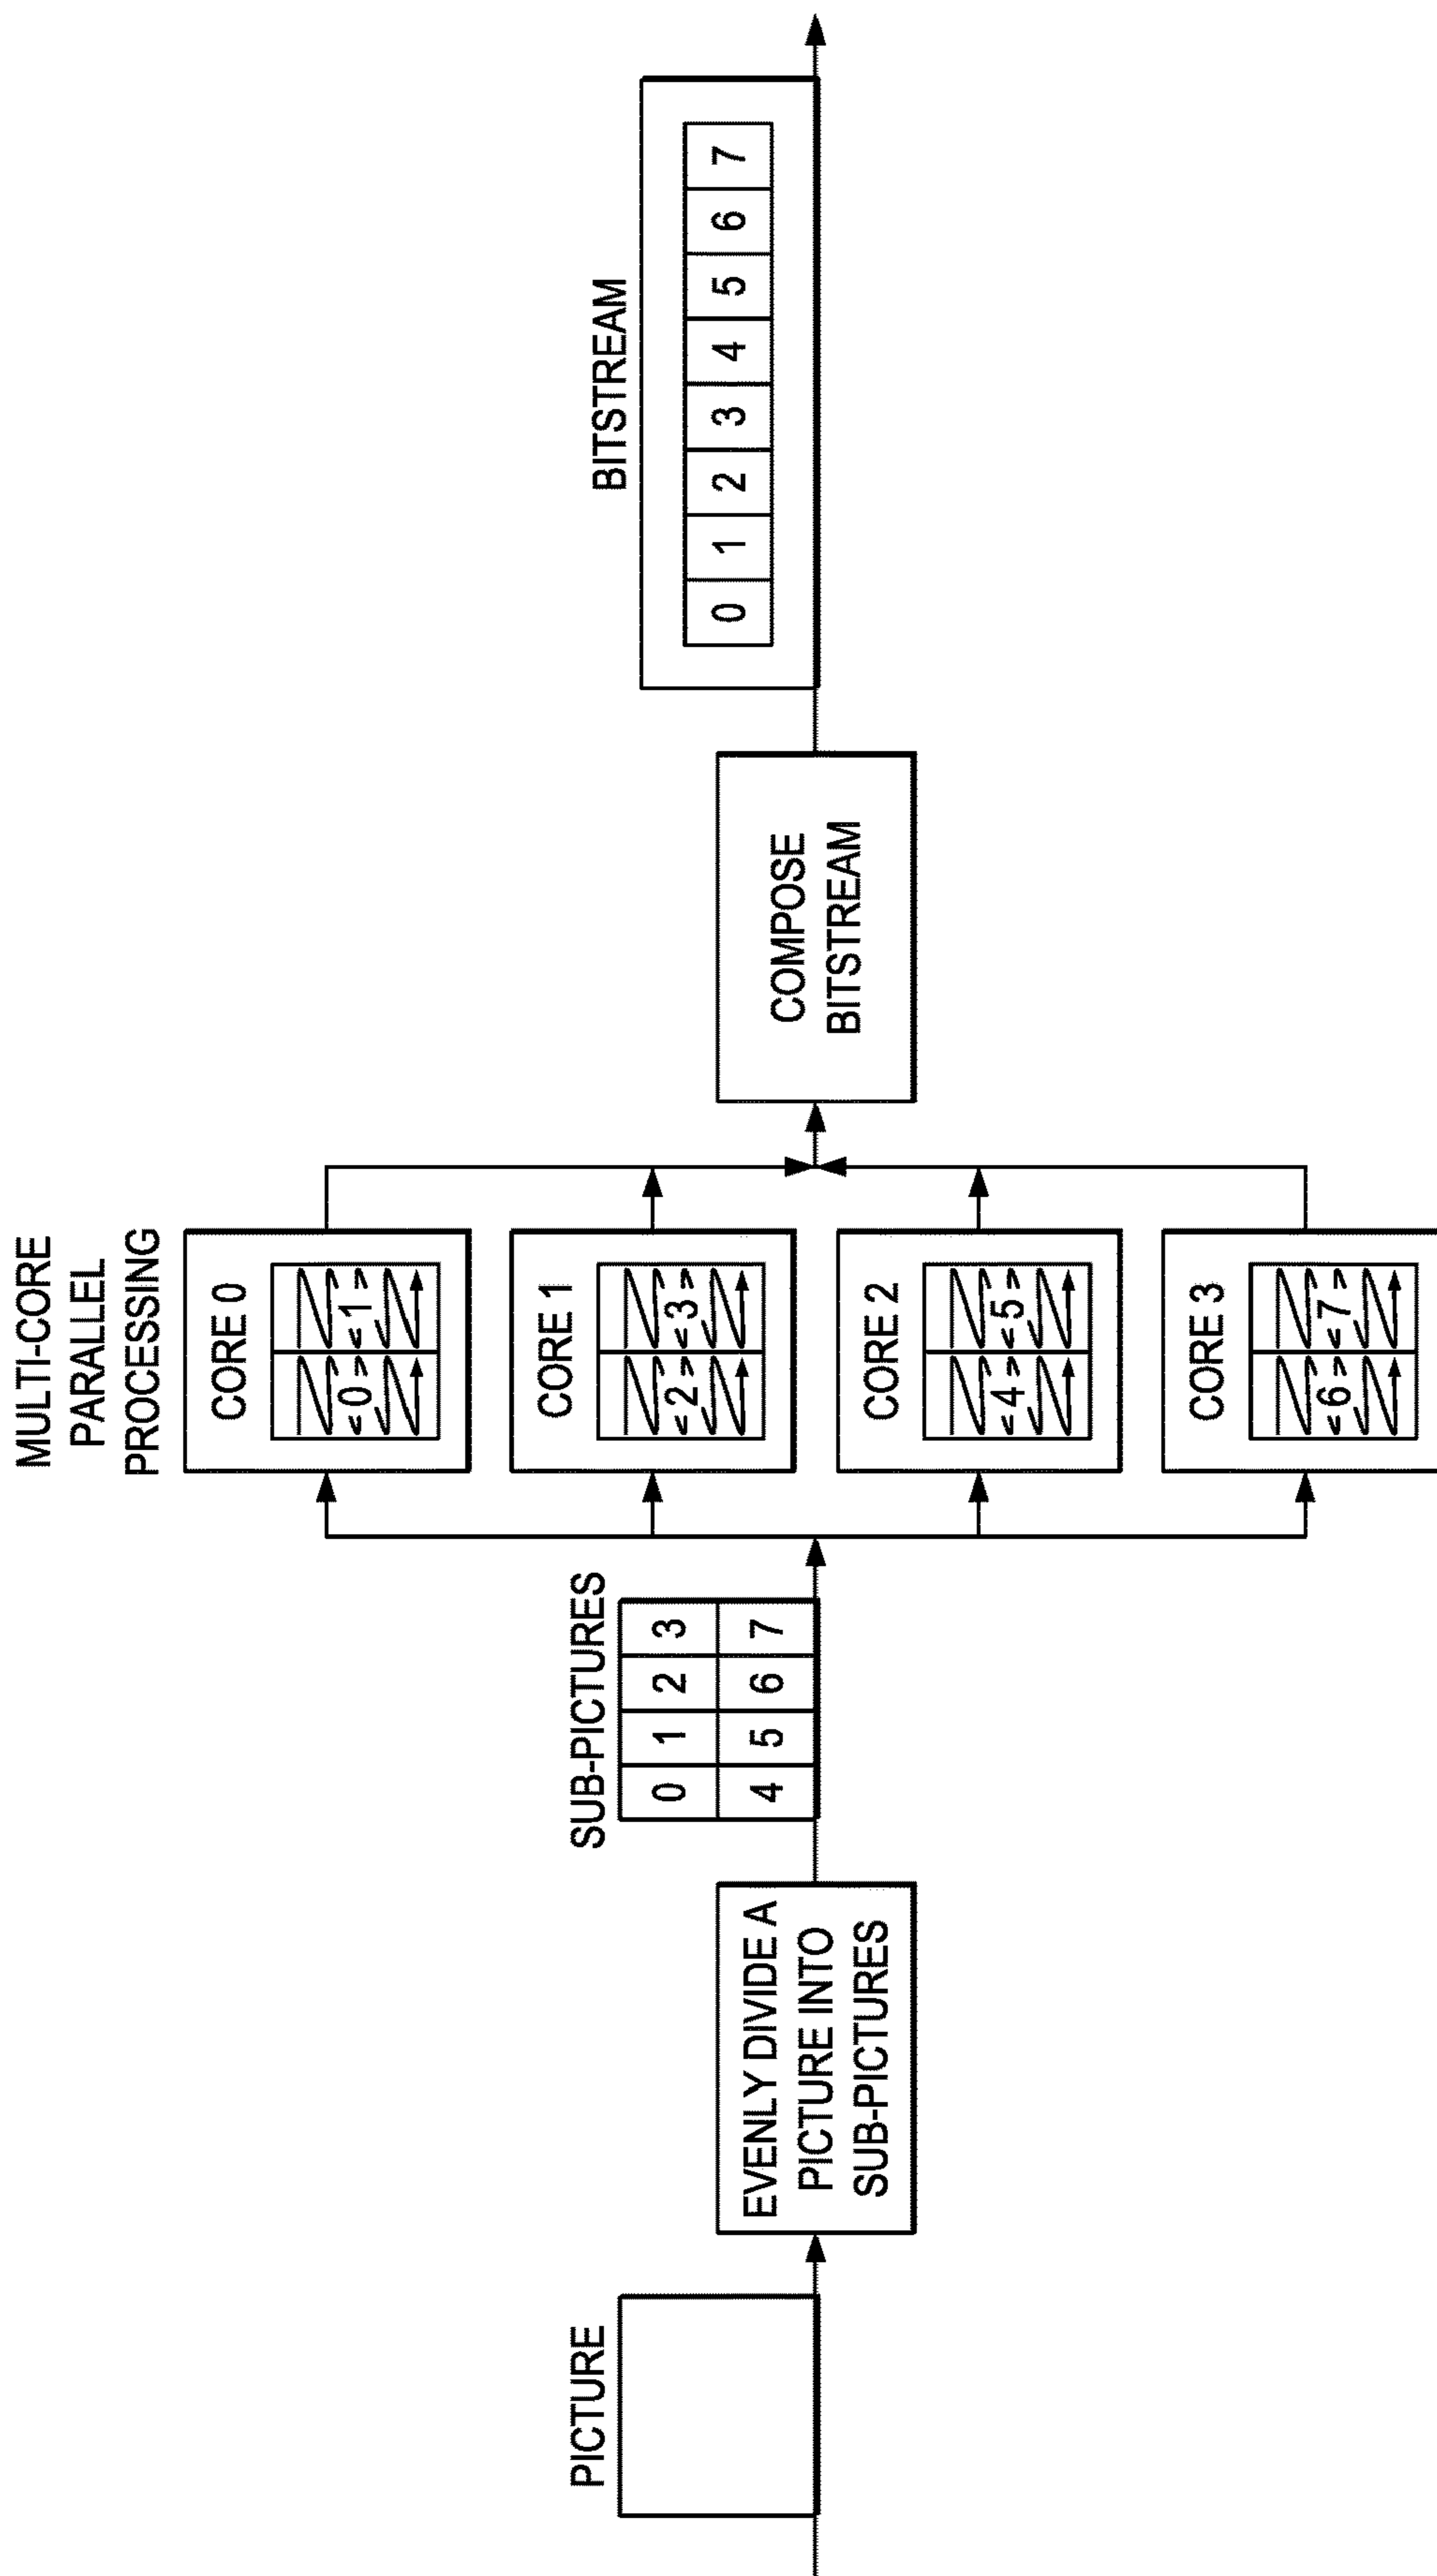 PICTURE
EVENLY DIVIDE A
PICTURE INTO
SUB-PICTURES
SUB-PICTURES
0 1 2 3
4 5 6 7
MULTI-CORE
PARALLEL
PROCESSING
CORE 0
0 1
CORE 1
2 3
CORE 2
4 5
CORE 3
6 7
COMPOSE
BITSTREAM
BITSTREAM
0 1 2 3 4 5 6 7